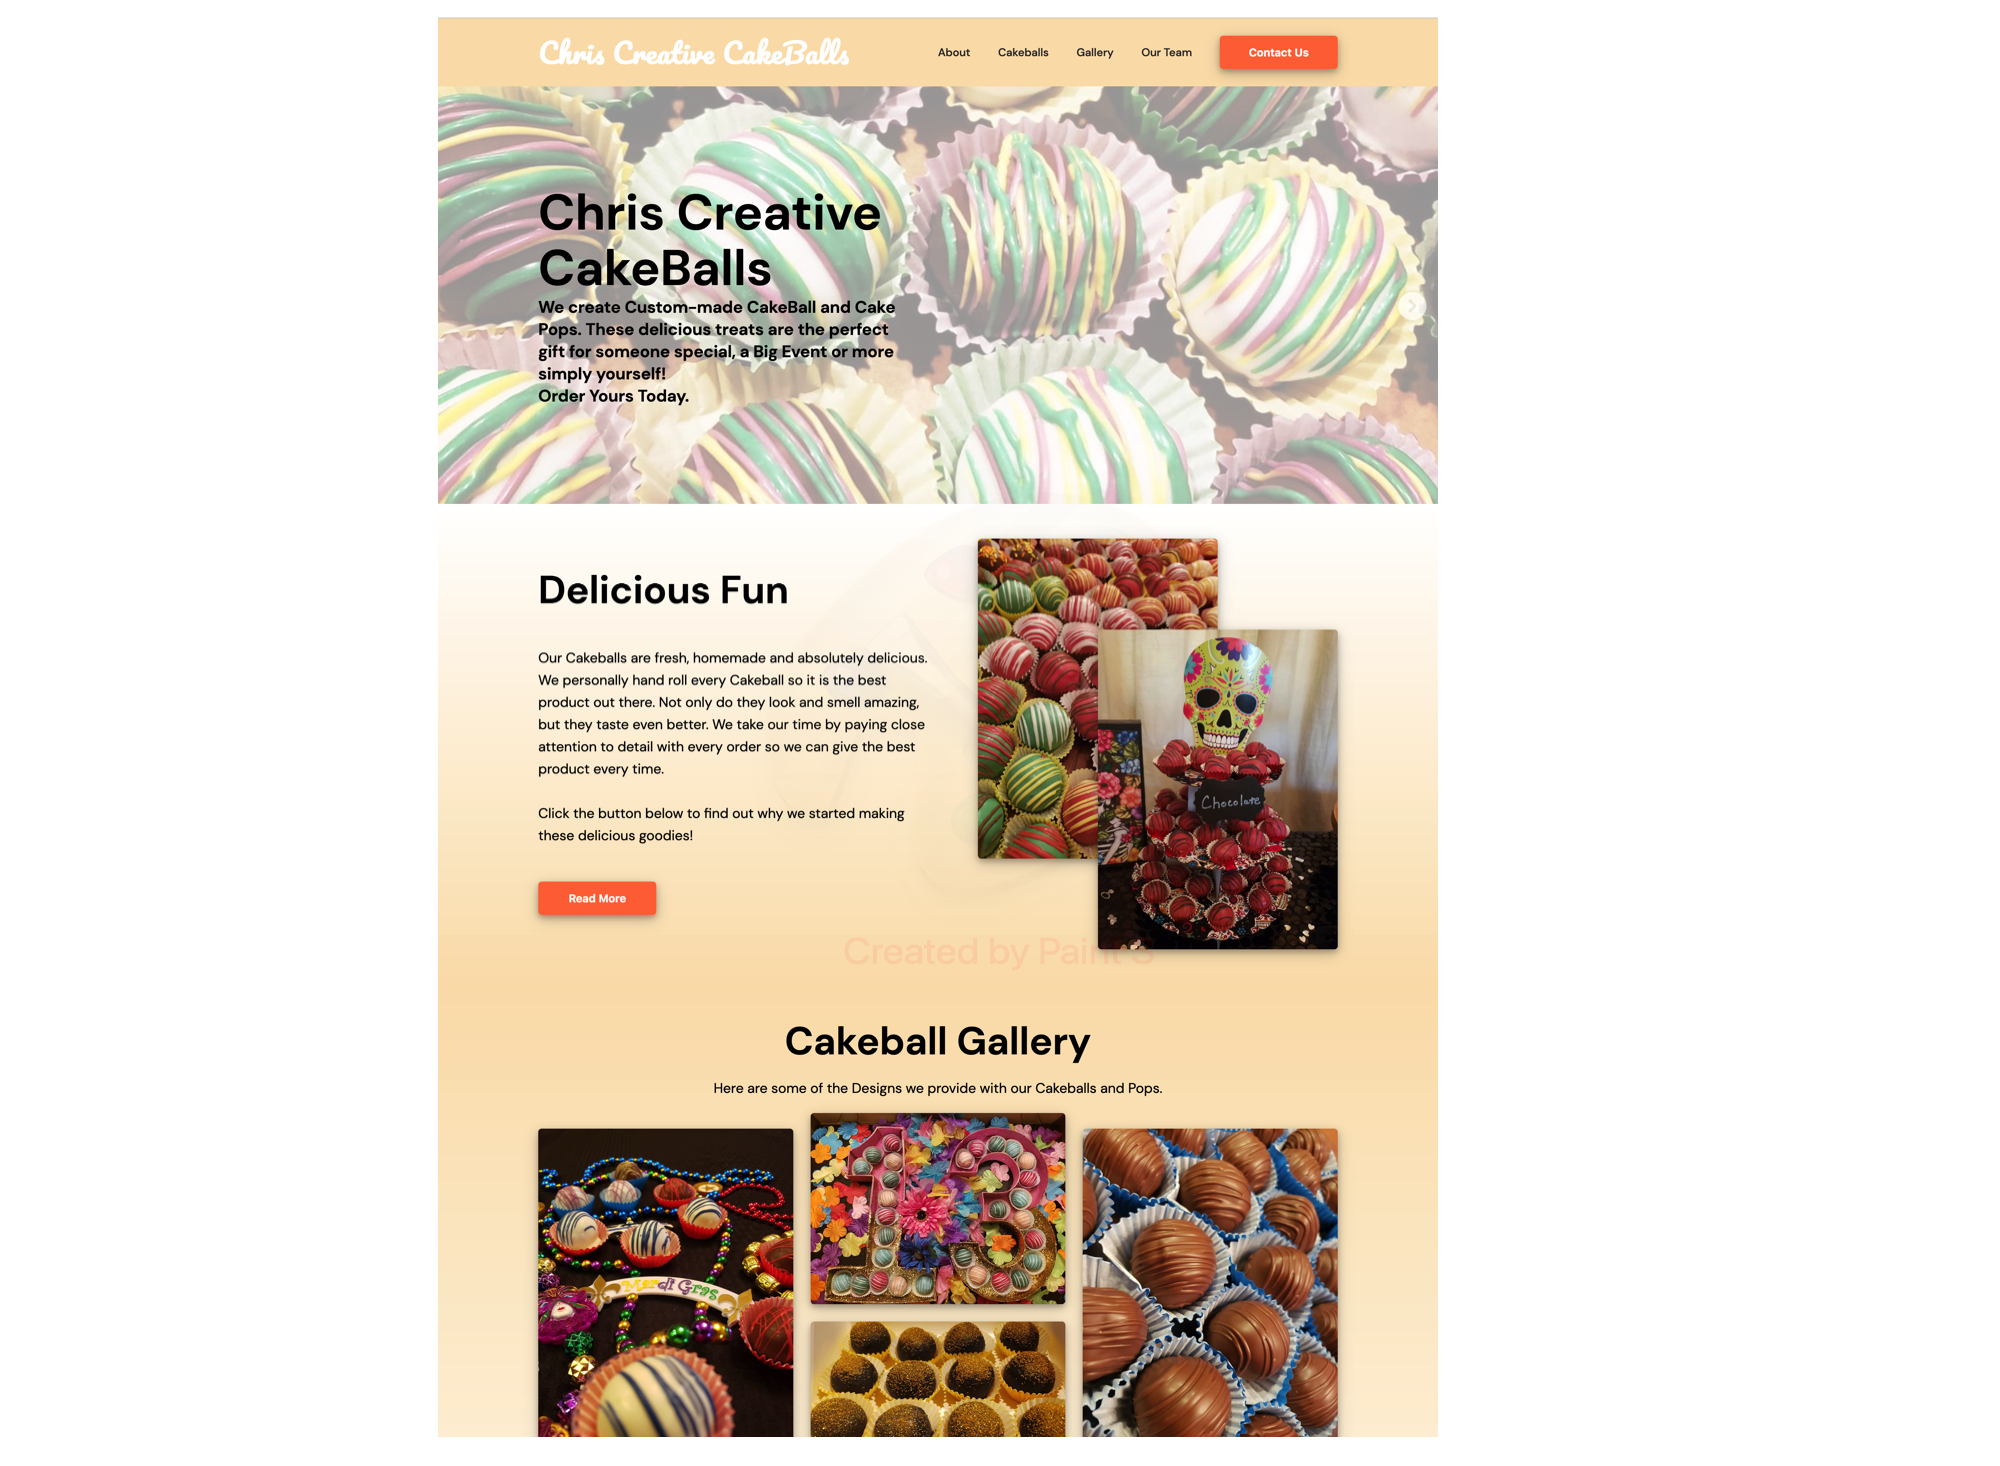 Chris Creative CakeBalls
About Cakeballs Gallery Our Team Contact Us
Chris Creative
CakeBalls
We create Custom-made CakeBall and Cake
Pops. These delicious treats are the perfect
gift for someone special, a Big Event or more
simply yourself!
Order Yours Today.
Delicious Fun
Our Cakeballs are fresh, homemade and absolutely delicious.
We personally hand roll every Cakeball so it is the best
product out there. Not only do they look and smell amazing,
but they taste even better. We take our time by paying close
attention to detail with every order so we can give the best
product every time.
Click the button below to find out why we started making
these delicious goodies!
Read More
Chocolate
Created by Paint S
Cakeball Gallery
Here are some of the Designs we provide with our Cakeballs and Pops.
13
Mardi Gras